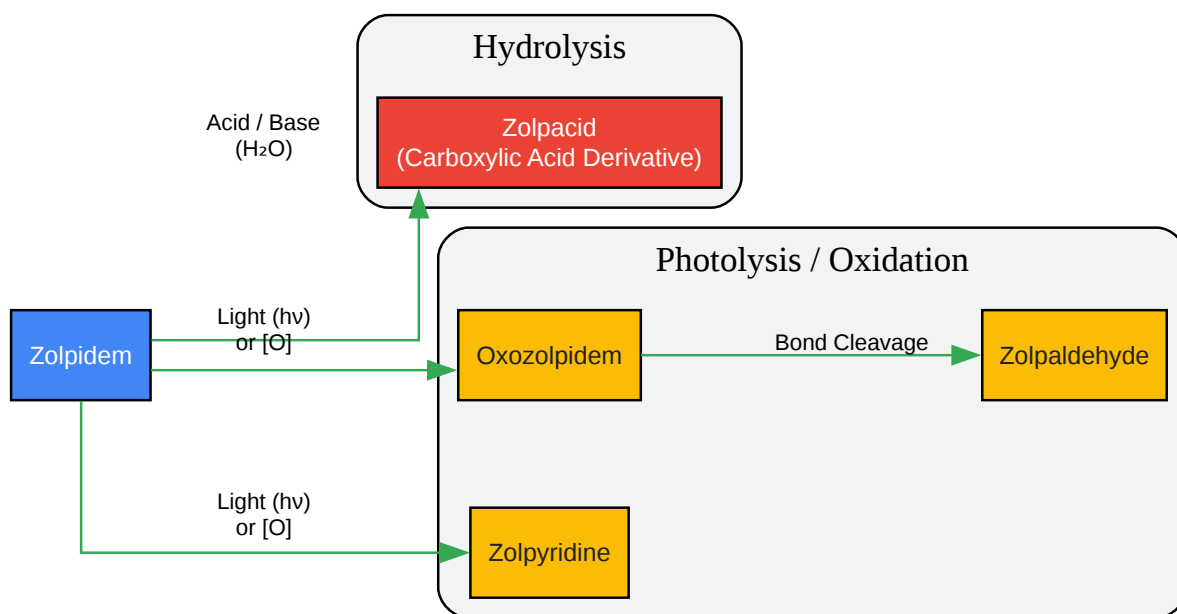 Hydrolysis
Acid / Base
(H₂O)
Zolpacid
(Carboxylic Acid Derivative)
Photolysis / Oxidation
Light (hν)
or [O]
Zolpidem
Oxozolpidem
Bond Cleavage
Zolpaldehyde
Light (hν)
or [O]
Zolpyridine